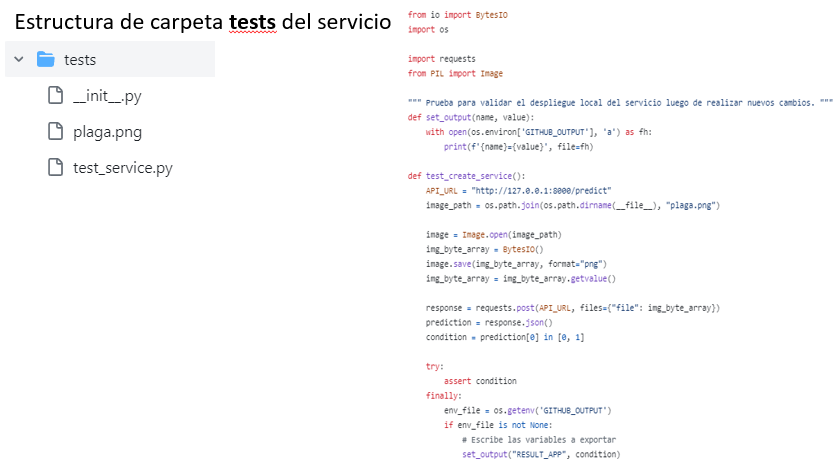 Estructura de carpeta tests del servicio
tests
__init__.py
plaga.png
test_service.py
from io import BytesIO
import os
import requests
from PIL import Image
""" Prueba para validar el despliegue local del servicio luego de realizar nuevos cambios. """
def set_output(name, value):
    with open(os.environ['GITHUB_OUTPUT'], 'a') as fh:
        print(f'{name}={value}', file=fh)
def test_create_service():
    API_URL = "http://127.0.0.1:8000/predict"
    image_path = os.path.join(os.path.dirname(__file__), "plaga.png")
    image = Image.open(image_path)
    img_byte_array = BytesIO()
    image.save(img_byte_array, format="png")
    img_byte_array = img_byte_array.getvalue()
    response = requests.post(API_URL, files={"file": img_byte_array})
    prediction = response.json()
    condition = prediction[0] in [0, 1]
    try:
        assert condition
    finally:
        env_file = os.getenv('GITHUB_OUTPUT')
        if env_file is not None:
            # Escribe las variables a exportar
            set_output("RESULT_APP", condition)